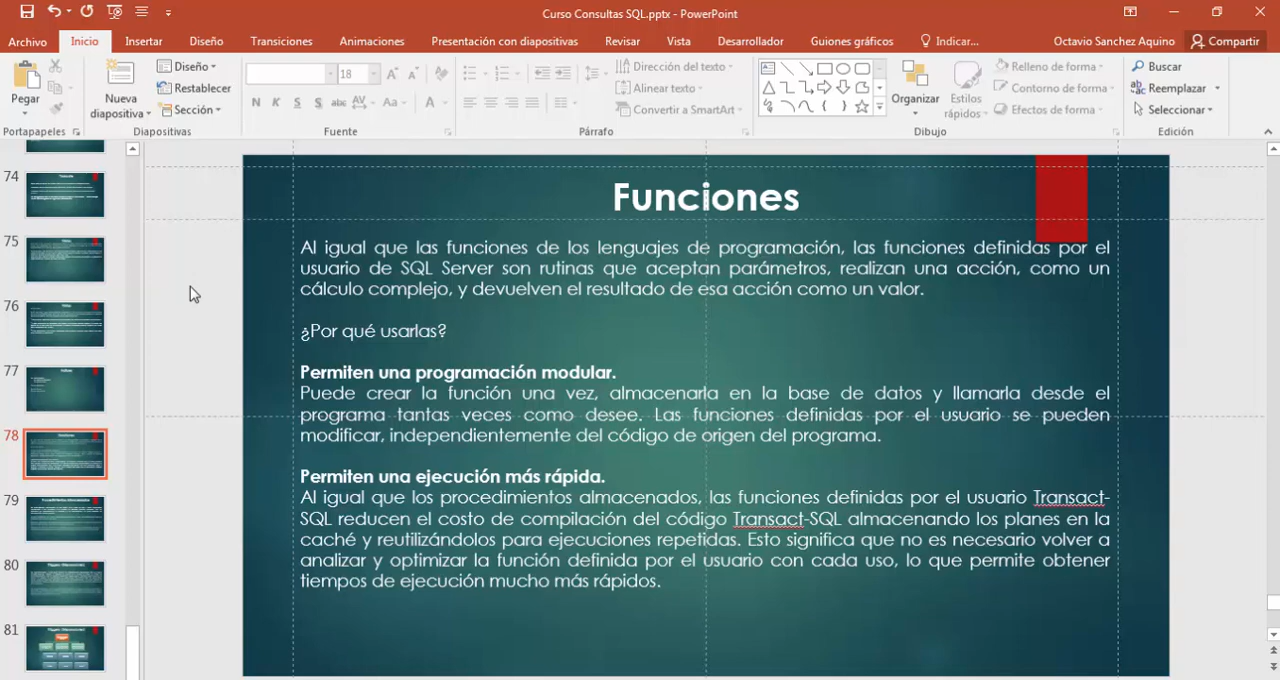 Curso Consultas SQL.pptx - PowerPoint
Archivo Inicio Insertar Diseño Transiciones Animaciones Presentación con diapositivas Revisar Vista Desarrollador Guiones gráficos Indicar... Octavio Sanchez Aquino Compartir
Pegar
Portapapeles
Nueva diapositiva
Diseño
Restablecer
Sección
Diapositivas
18
N K S S abc AV Aa A
Fuente
Dirección del texto
Alinear texto
Convertir a SmartArt
Párrafo
Organizar
Estilos rápidos
Relleno de forma
Contorno de forma
Efectos de forma
Dibujo
Buscar
Reemplazar
Seleccionar
Edición
74
75
76
77
78
79
80
81
Funciones
Al igual que las funciones de los lenguajes de programación, las funciones definidas por el
usuario de SQL Server son rutinas que aceptan parámetros, realizan una acción, como un
cálculo complejo, y devuelven el resultado de esa acción como un valor.
¿Por qué usarlas?
Permiten una programación modular.
Puede crear la función una vez, almacenarla en la base de datos y llamarla desde el
programa tantas veces como desee. Las funciones definidas por el usuario se pueden
modificar, independientemente del código de origen del programa.
Permiten una ejecución más rápida.
Al igual que los procedimientos almacenados, las funciones definidas por el usuario Transact-
SQL reducen el costo de compilación del código Transact-SQL almacenando los planes en la
caché y reutilizándolos para ejecuciones repetidas. Esto significa que no es necesario volver a
analizar y optimizar la función definida por el usuario con cada uso, lo que permite obtener
tiempos de ejecución mucho más rápidos.